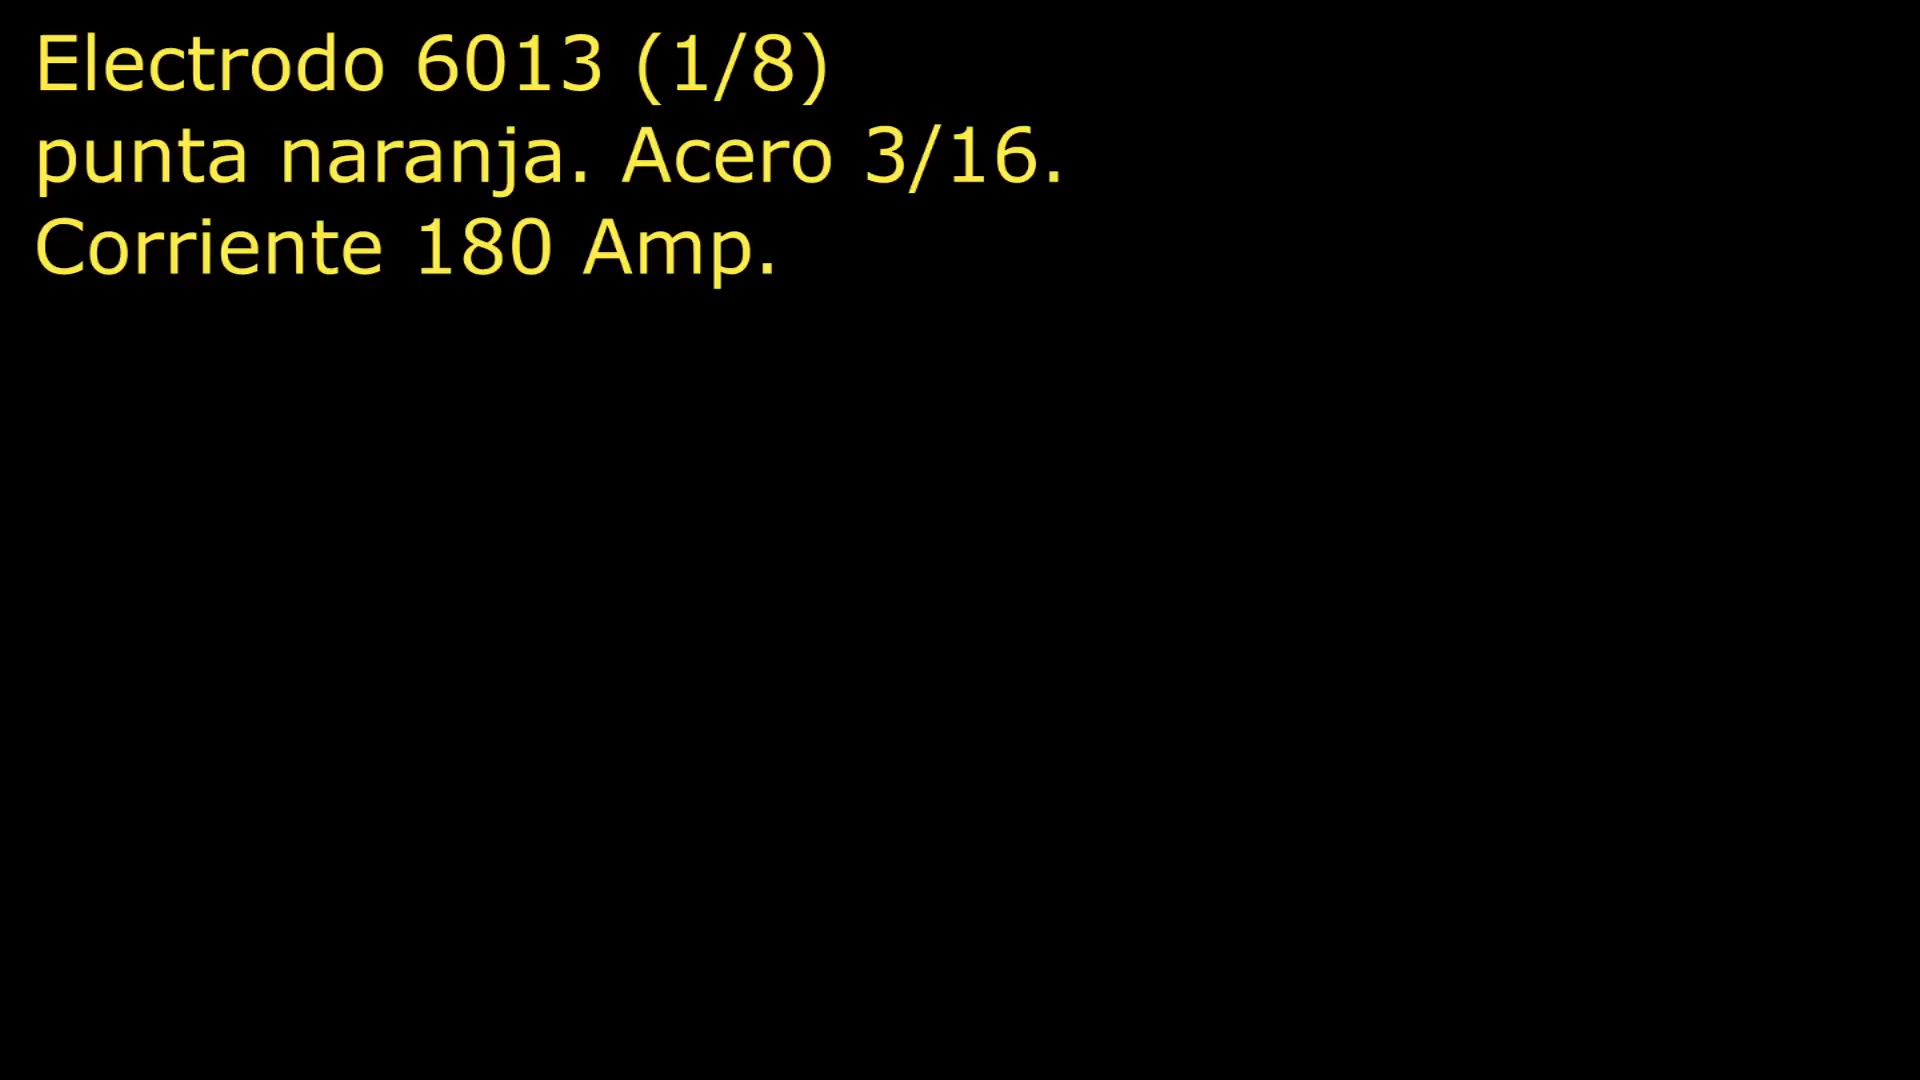 Electrodo 6013 (1/8)
punta naranja. Acero 3/16.
Corriente 180 Amp.